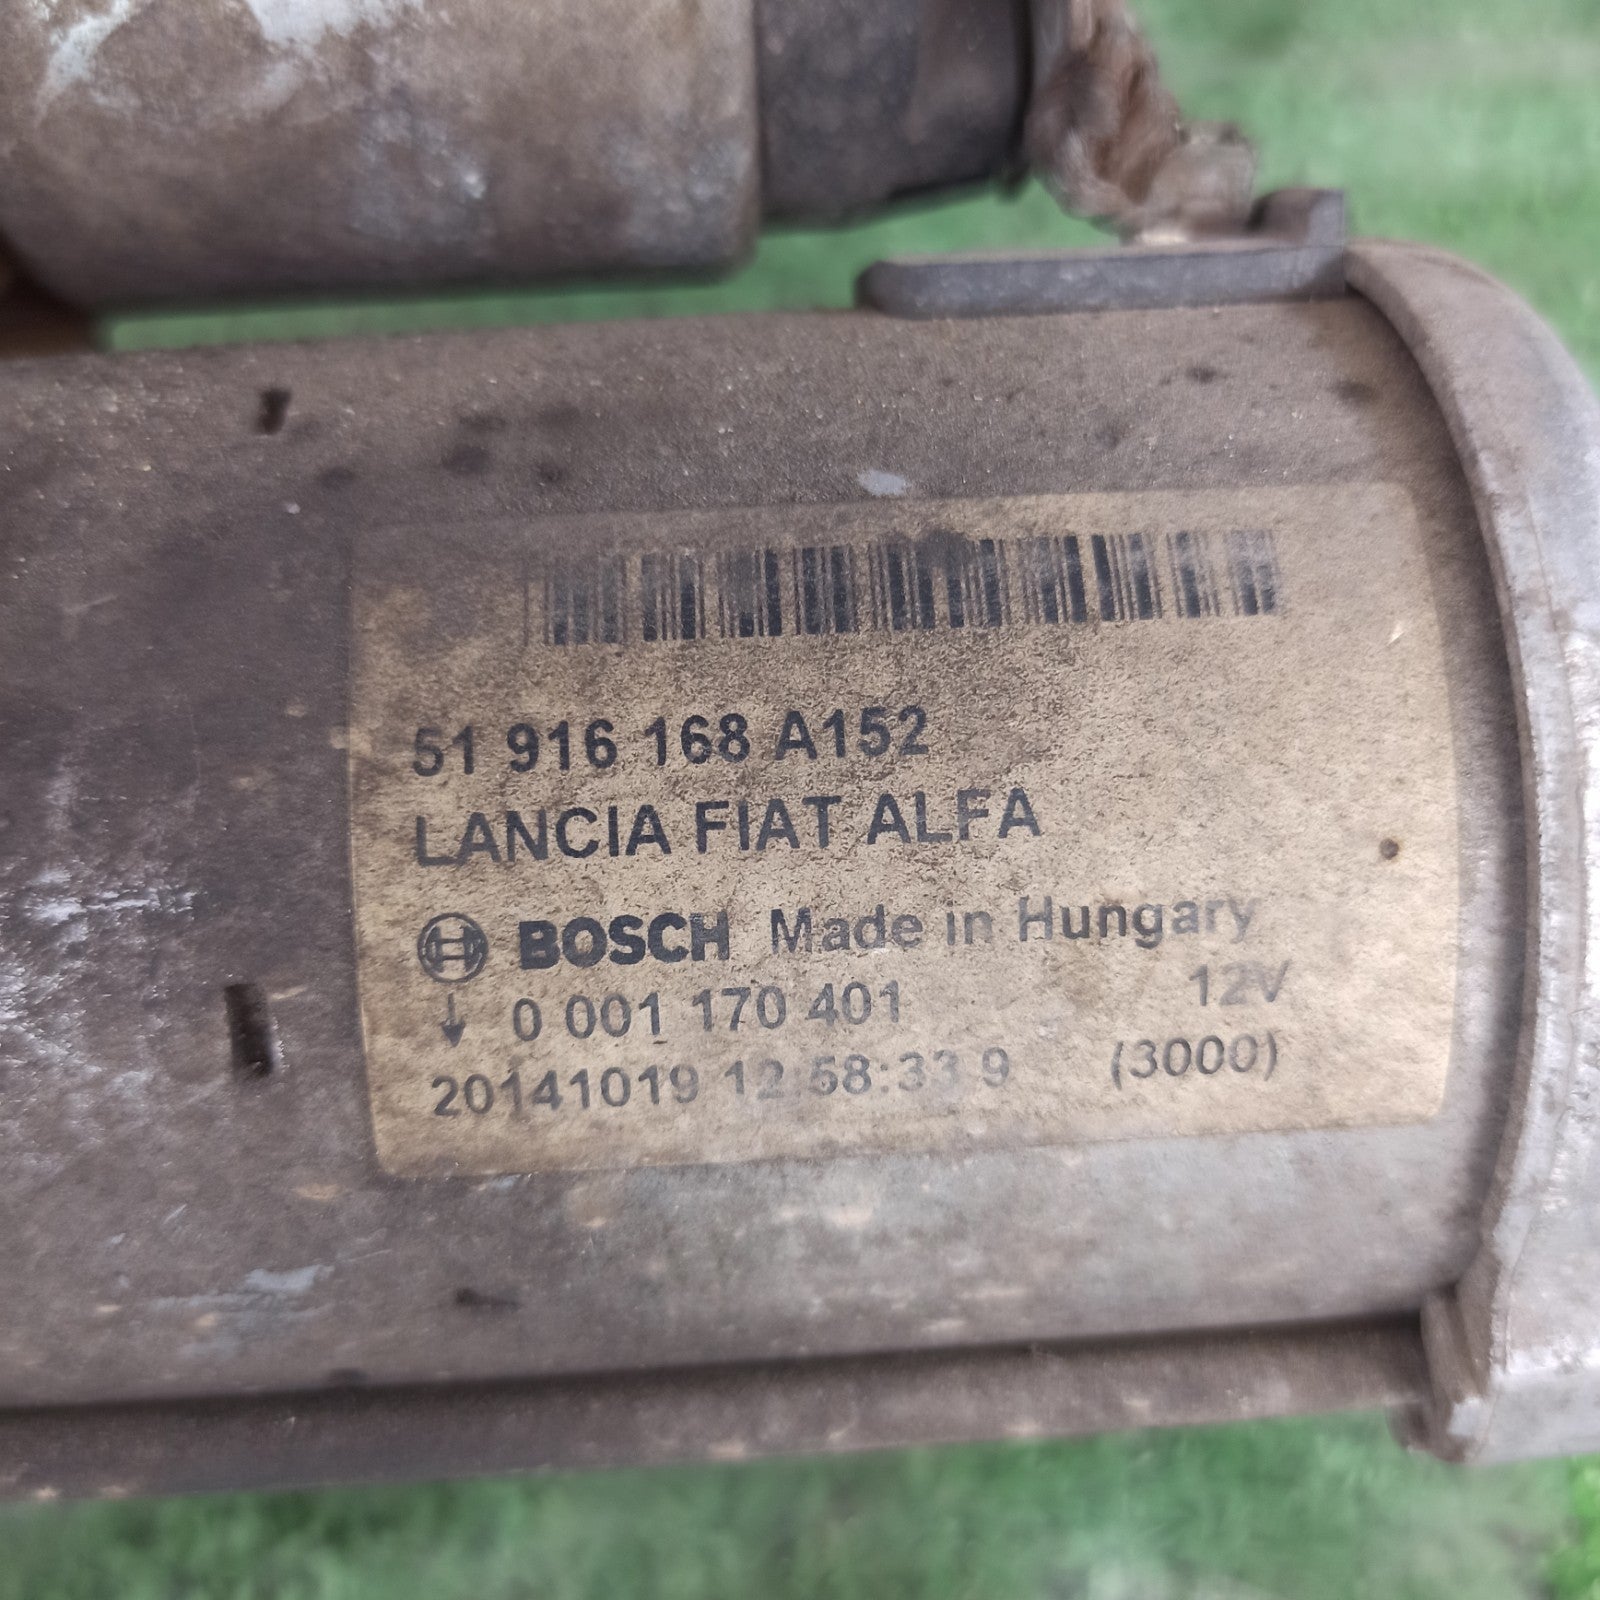 51 916 168 A152
LANCIA FIAT ALFA
BOSCH Made in Hungary
↓ 0 001 170 401 12V
20141019 12:58:33 9 (3000)